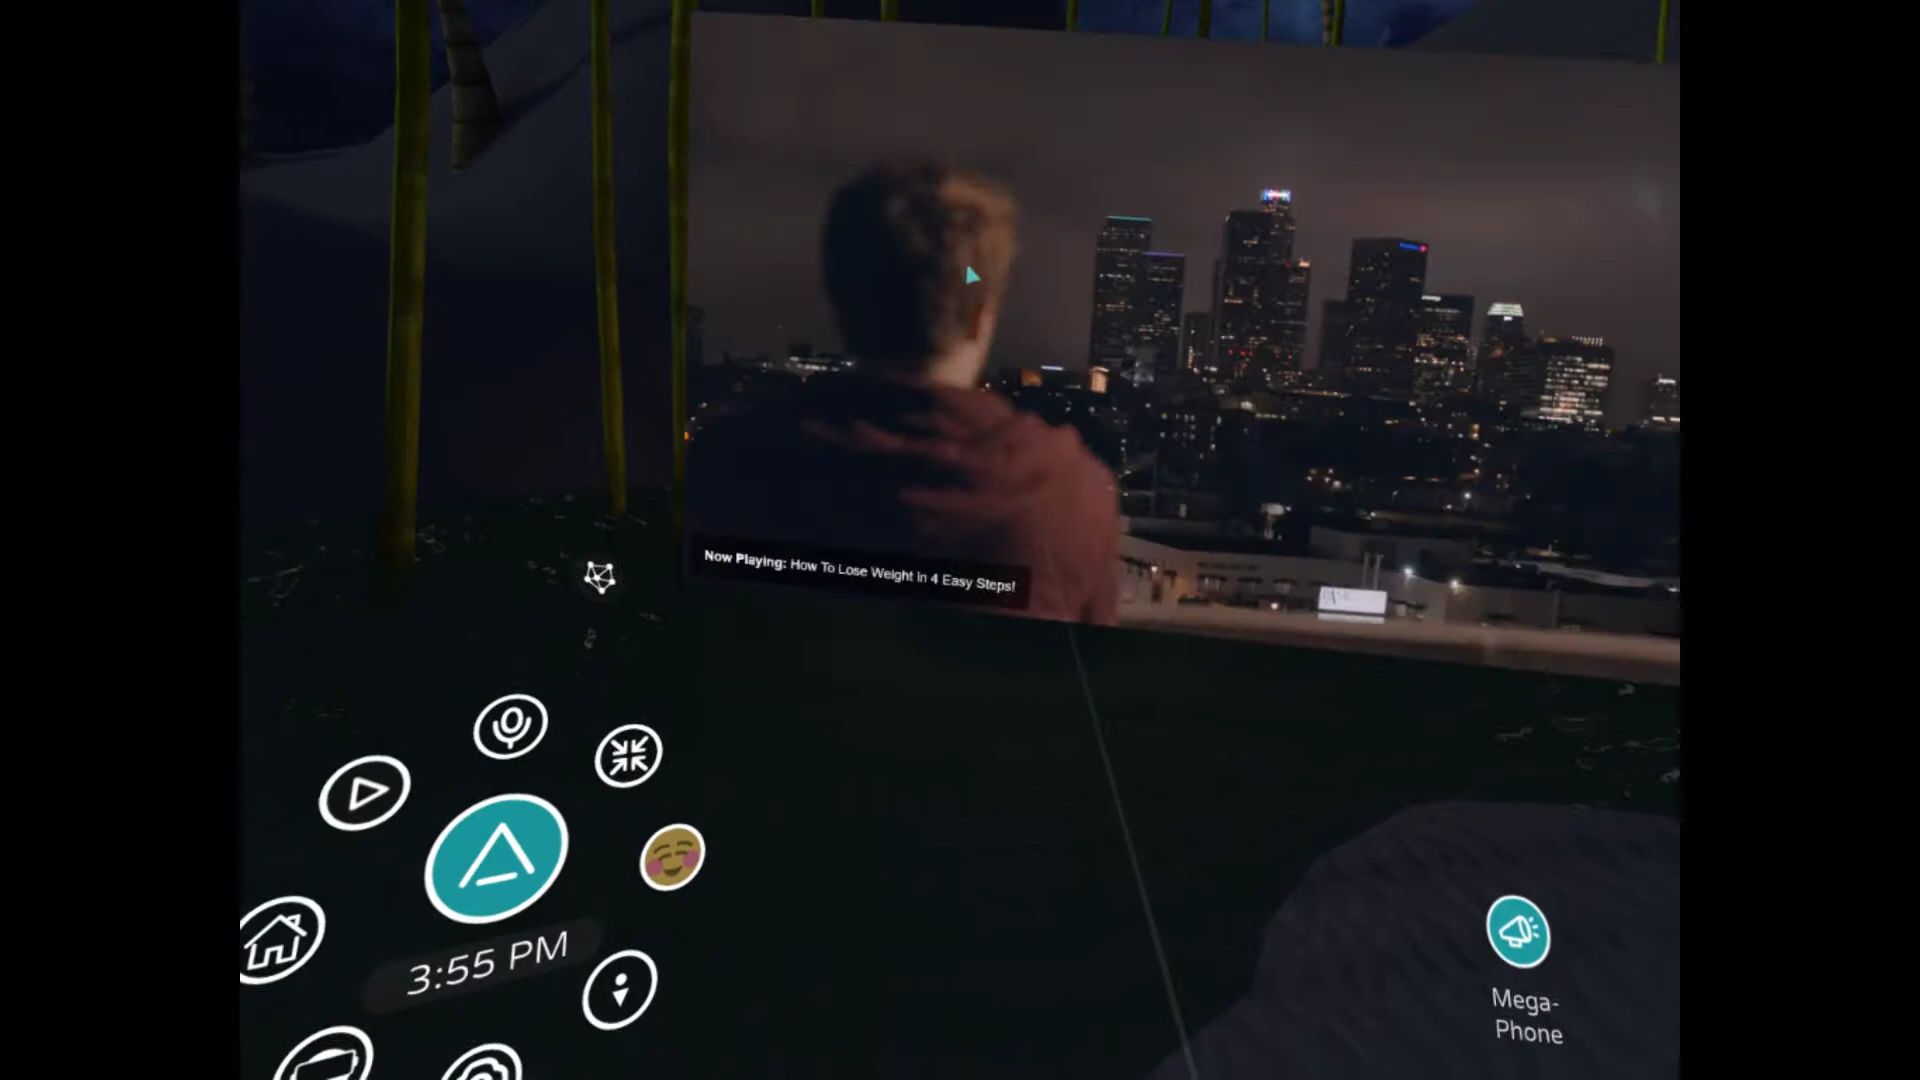 Now Playing: How To Lose Weight in 4 Easy Steps!
3:55 PM
Mega-
Phone